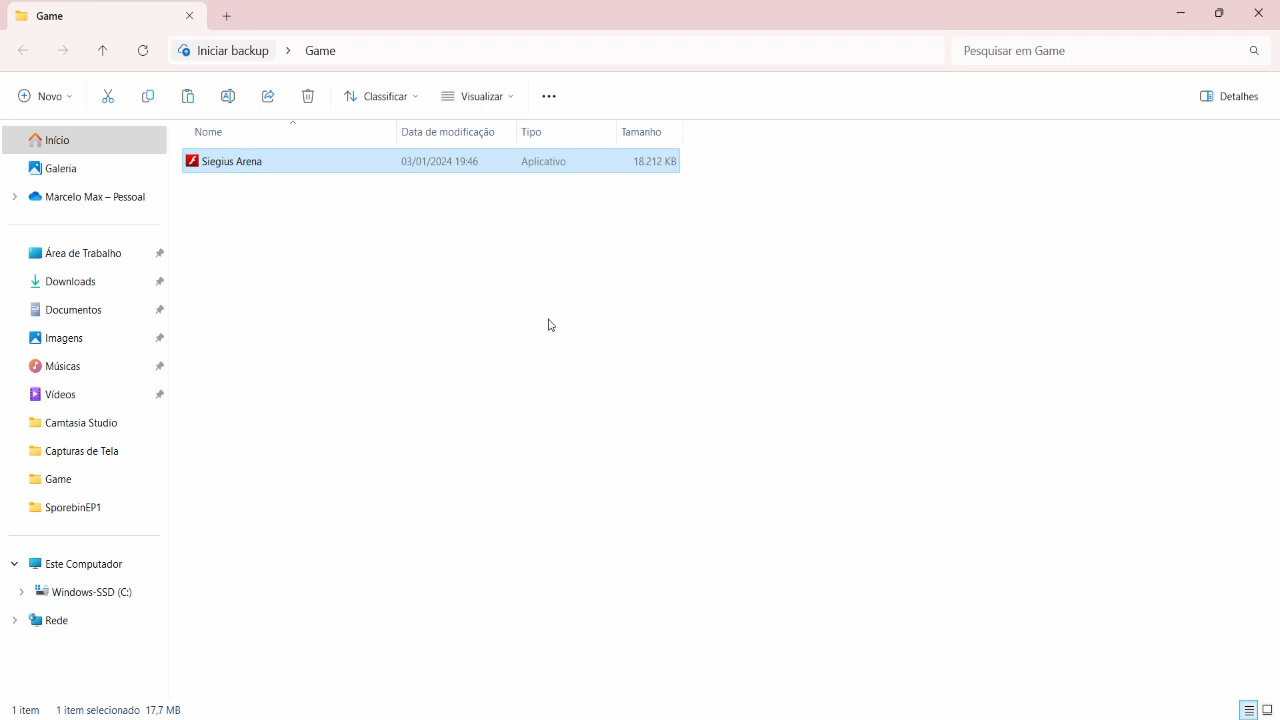 Game
Iniciar backup
Game
Pesquisar em Game
Novo
Classificar
Visualizar
Detalhes
Nome
Data de modificação
Tipo
Tamanho
Siegius Arena
03/01/2024 19:46
Aplicativo
18.212 KB
Início
Galeria
Marcelo Max – Pessoal
Área de Trabalho
Downloads
Documentos
Imagens
Músicas
Vídeos
Camtasia Studio
Capturas de Tela
Game
SporebinEP1
Este Computador
Windows-SSD (C:)
Rede
1 item
1 item selecionado 17,7 MB